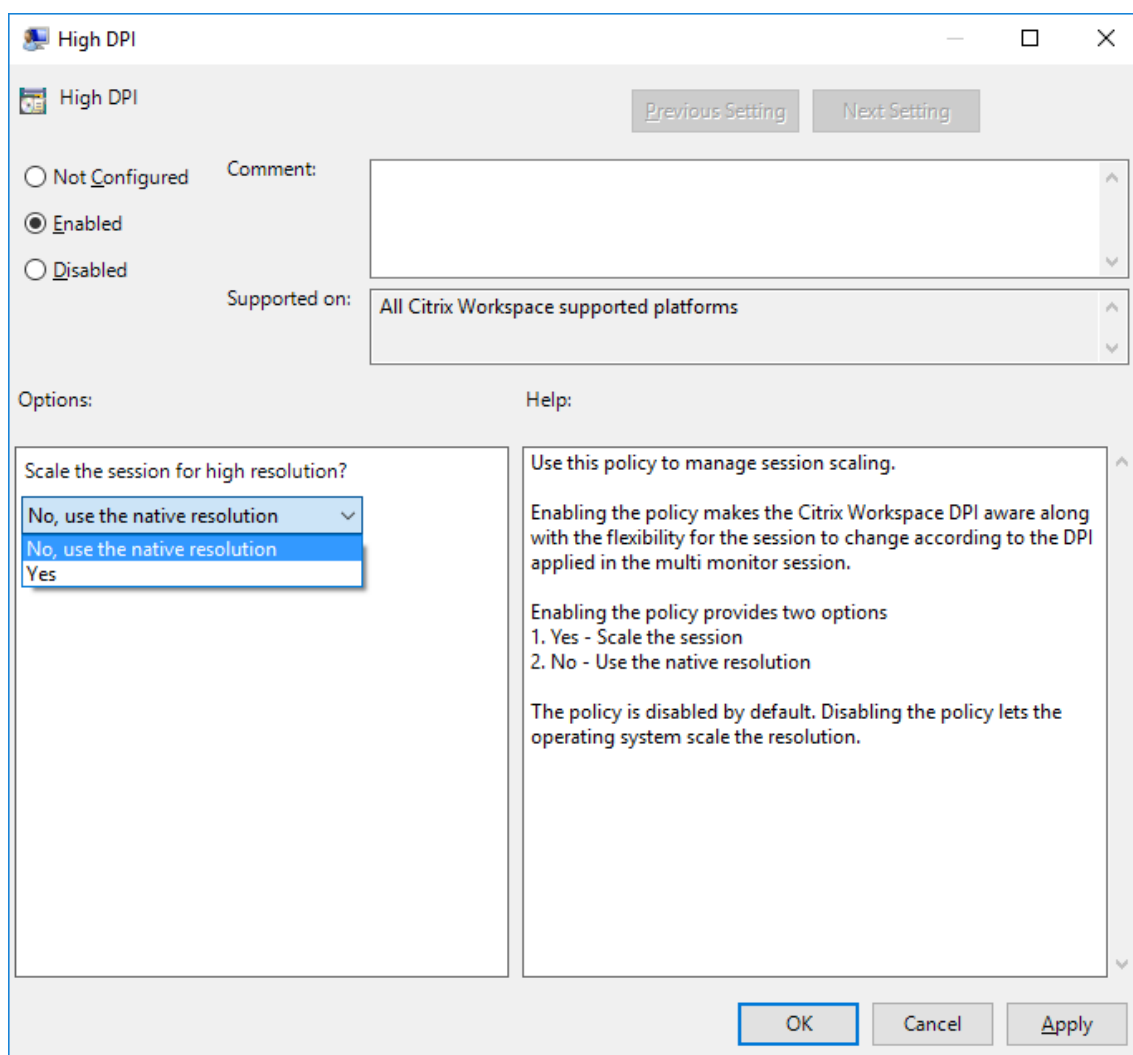 High DPI
High DPI
Previous Setting
Next Setting
Not Configured
Comment:
Enabled
Disabled
Supported on:
All Citrix Workspace supported platforms
Options:
Help:
Scale the session for high resolution?
No, use the native resolution
No, use the native resolution
Yes
Use this policy to manage session scaling.
Enabling the policy makes the Citrix Workspace DPI aware along
with the flexibility for the session to change according to the DPI
applied in the multi monitor session.
Enabling the policy provides two options
1. Yes - Scale the session
2. No - Use the native resolution
The policy is disabled by default. Disabling the policy lets the
operating system scale the resolution.
OK
Cancel
Apply